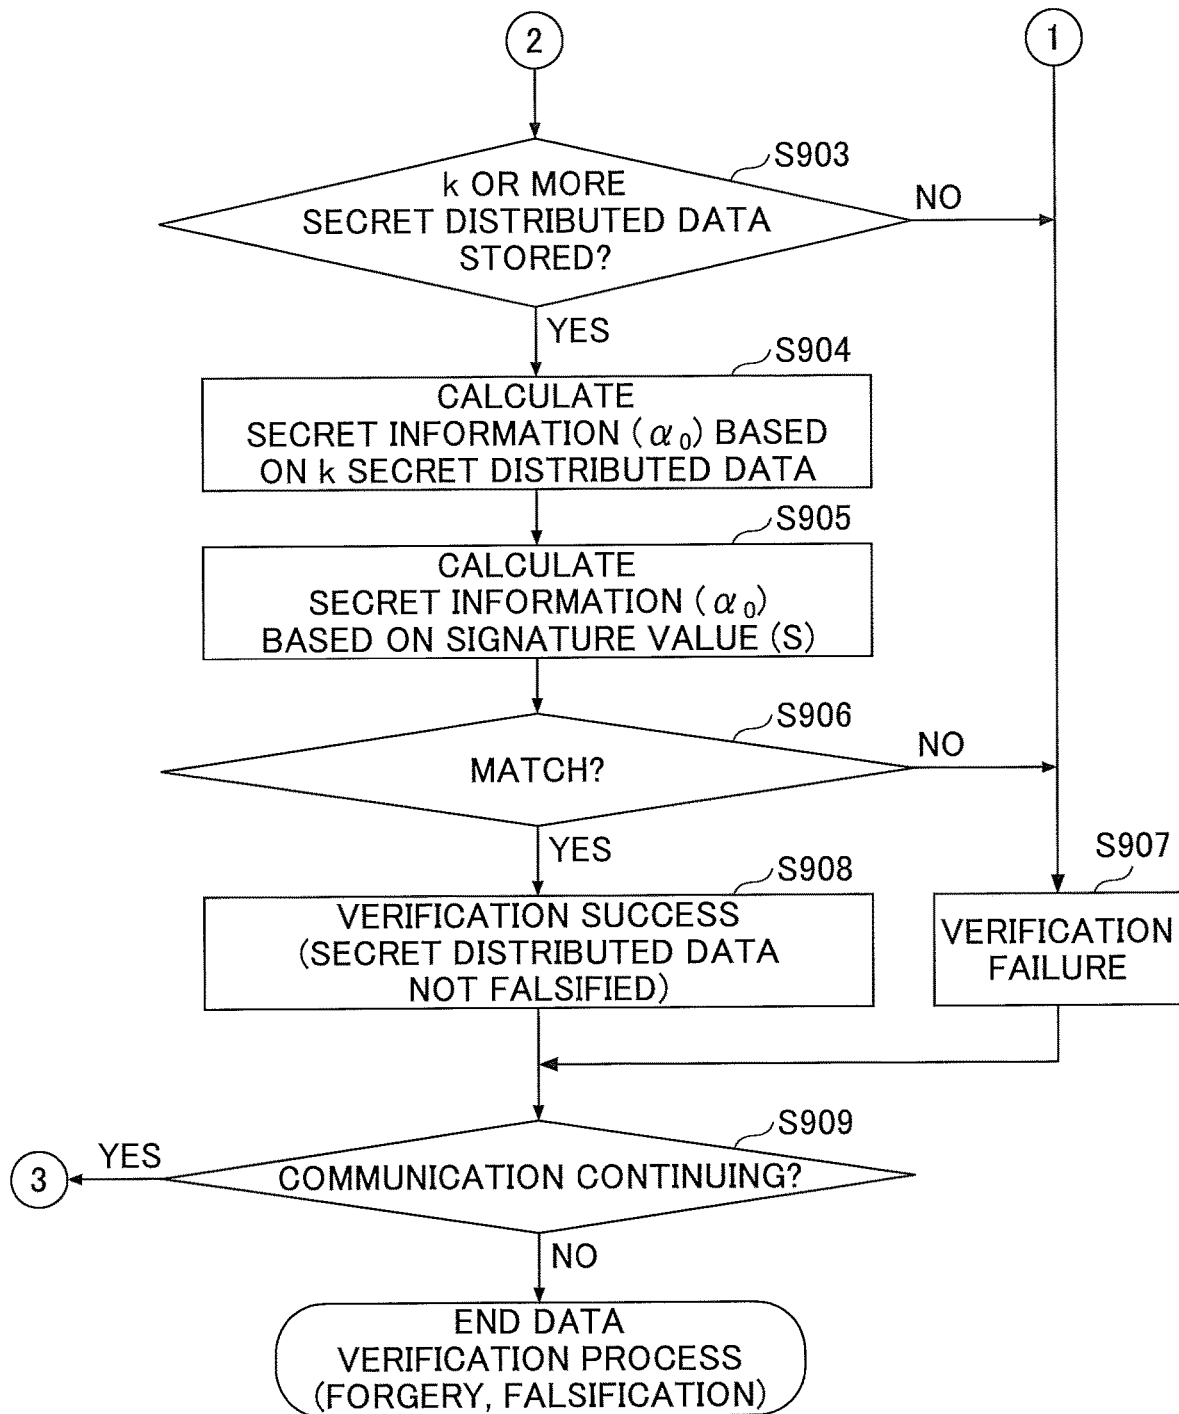 2
1
S903
k OR MORE
SECRET DISTRIBUTED DATA
STORED?
NO
YES
S904
CALCULATE
SECRET INFORMATION (α₀) BASED
ON k SECRET DISTRIBUTED DATA
S905
CALCULATE
SECRET INFORMATION (α₀)
BASED ON SIGNATURE VALUE (S)
S906
MATCH?
NO
YES
S908
VERIFICATION SUCCESS
(SECRET DISTRIBUTED DATA
NOT FALSIFIED)
S907
VERIFICATION
FAILURE
S909
COMMUNICATION CONTINUING?
YES
3
NO
END DATA
VERIFICATION PROCESS
(FORGERY, FALSIFICATION)